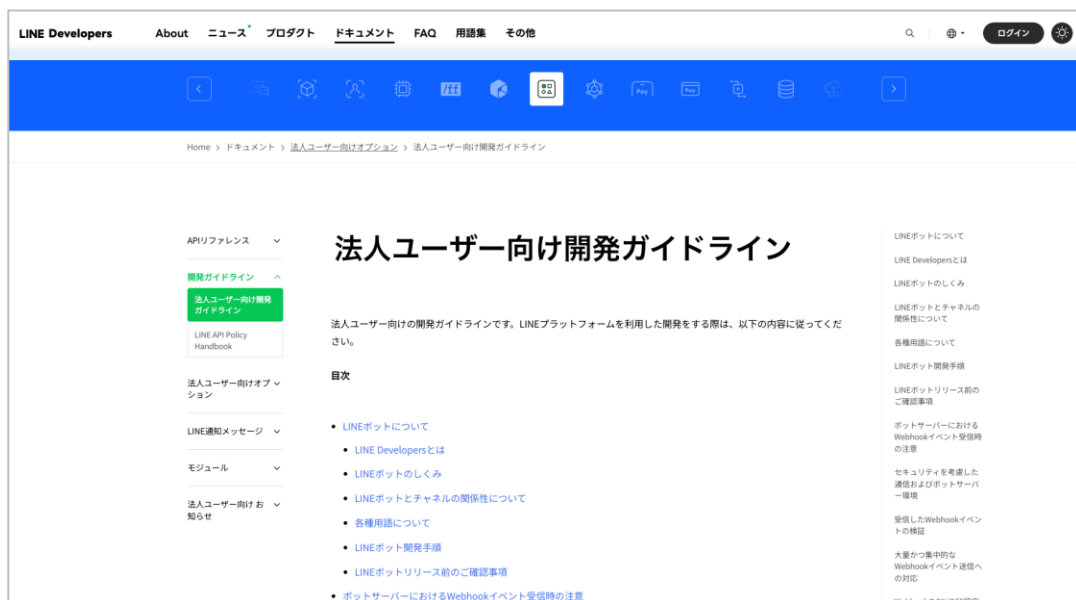 LINE Developers
About ニュース プロダクト ドキュメント FAQ 用語集 その他
ログイン
Pay
Pay
Home > ドキュメント > 法人ユーザー向けオプション > 法人ユーザー向け開発ガイドライン
APIリファレンス
開発ガイドライン
法人ユーザー向け開発
ガイドライン
LINE API Policy
Handbook
法人ユーザー向けオプ
ション
LINE通知メッセージ
モジュール
法人ユーザー向け お
知らせ
法人ユーザー向け開発ガイドライン
法人ユーザー向けの開発ガイドラインです。LINEプラットフォームを利用した開発をする際は、以下の内容に従ってくだ
さい。
目次
• LINEボットについて
• LINE Developersとは
• LINEボットのしくみ
• LINEボットとチャネルの関係性について
• 各種用語について
• LINEボット開発手順
• LINEボットリリース前のご確認事項
• ボットサーバーにおけるWebhookイベント受信時の注意
LINEボットについて
LINE Developersとは
LINEボットのしくみ
LINEボットとチャネルの
関係性について
各種用語について
LINEボット開発手順
LINEボットリリース前の
ご確認事項
ボットサーバーにおける
Webhookイベント受信時
の注意
セキュリティを考慮した
通信およびボットサーバ
ー環境
受信したWebhookイベン
トの検証
大量かつ集中的な
Webhookイベント送信へ
の対応